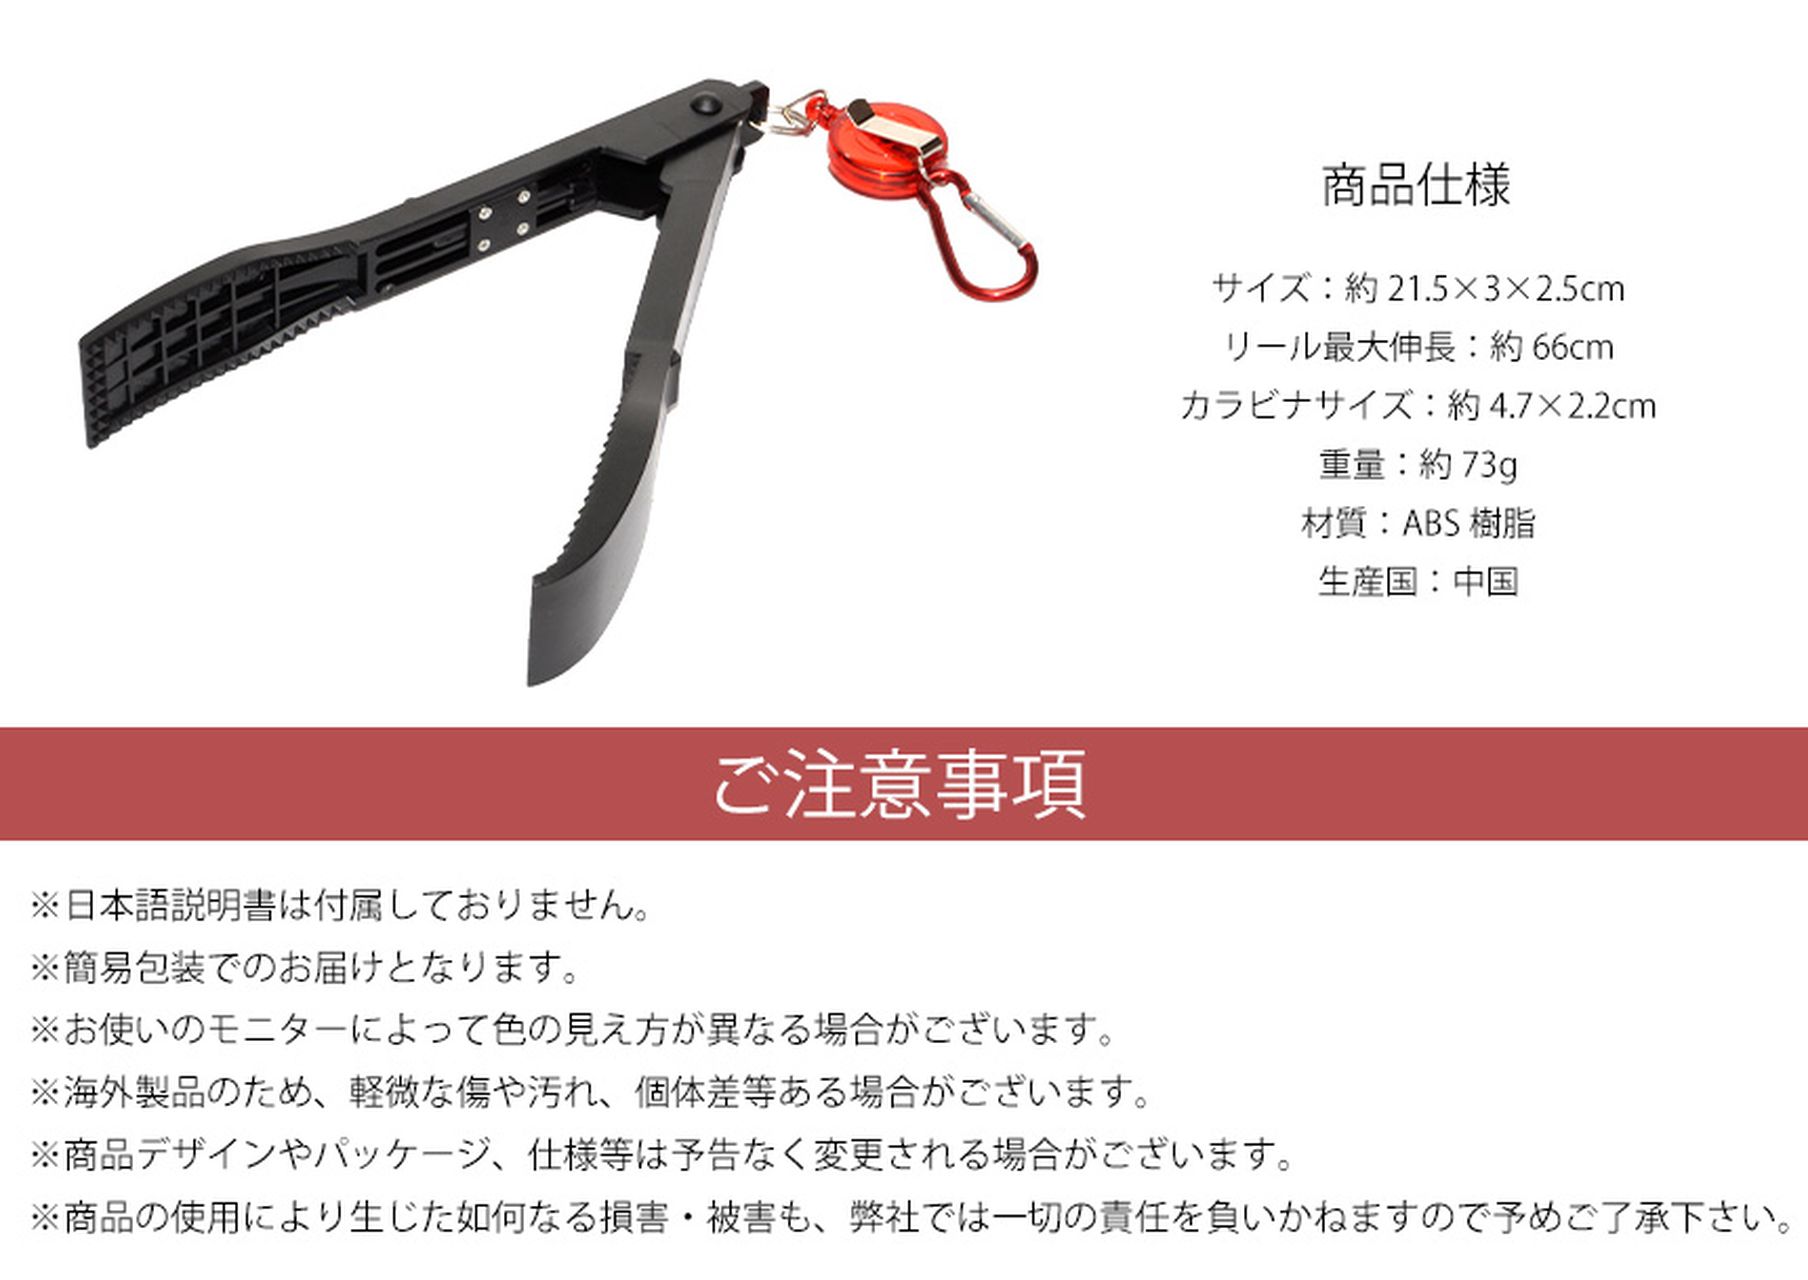 商品仕様
サイズ：約 21.5×3×2.5cm
リール最大伸長：約 66cm
カラビナサイズ：約 4.7×2.2cm
重量：約 73g
材質：ABS 樹脂
生産国：中国
ご注意事項
※日本語説明書は付属しておりません。
※簡易包装でのお届けとなります。
※お使いのモニターによって色の見え方が異なる場合がございます。
※海外製品のため、軽微な傷や汚れ、個体差等ある場合がございます。
※商品デザインやパッケージ、仕様等は予告なく変更される場合がございます。
※商品の使用により生じた如何なる損害・被害も、弊社では一切の責任を負いかねますので予めご了承下さい。